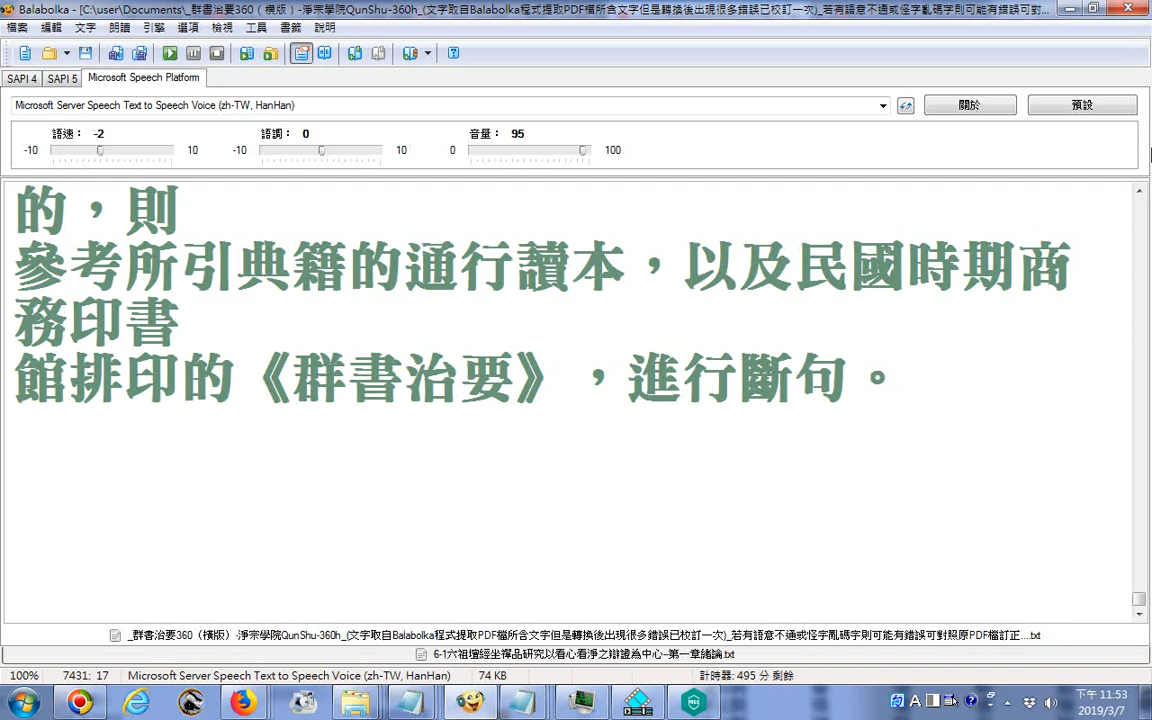 Balabolka - [C:\user\Documents\_群書治要360（橫版）-淨宗學院QunShu-360h_(文字取自Balabolka程式提取PDF檔所含文字但是轉換後出現很多錯誤已校訂一次)_若有語意不通或怪字亂碼字則可能有錯誤可對...
檔案 編輯 文字 朗讀 引擎 選項 檢視 工具 書籤 說明
SAPI 4 SAPI 5 Microsoft Speech Platform
Microsoft Server Speech Text to Speech Voice (zh-TW, HanHan) 關於 預設
語速： -2 語調： 0 音量： 95
-10 10 -10 10 0 100
的，則
參考所引典籍的通行讀本，以及民國時期商
務印書
館排印的《群書治要》，進行斷句。
_群書治要360（橫版）-淨宗學院QunShu-360h_(文字取自Balabolka程式提取PDF檔所含文字但是轉換後出現很多錯誤已校訂一次)_若有語意不通或怪字亂碼字則可能有錯誤可對照原PDF檔訂正....txt
6-1六祖壇經坐禪品研究以看心看淨之辯證為中心--第一章緒論.txt
100% 7431: 17 Microsoft Server Speech Text to Speech Voice (zh-TW, HanHan) 74 KB 計時器: 495 分 剩餘
下午 11:53
2019/3/7